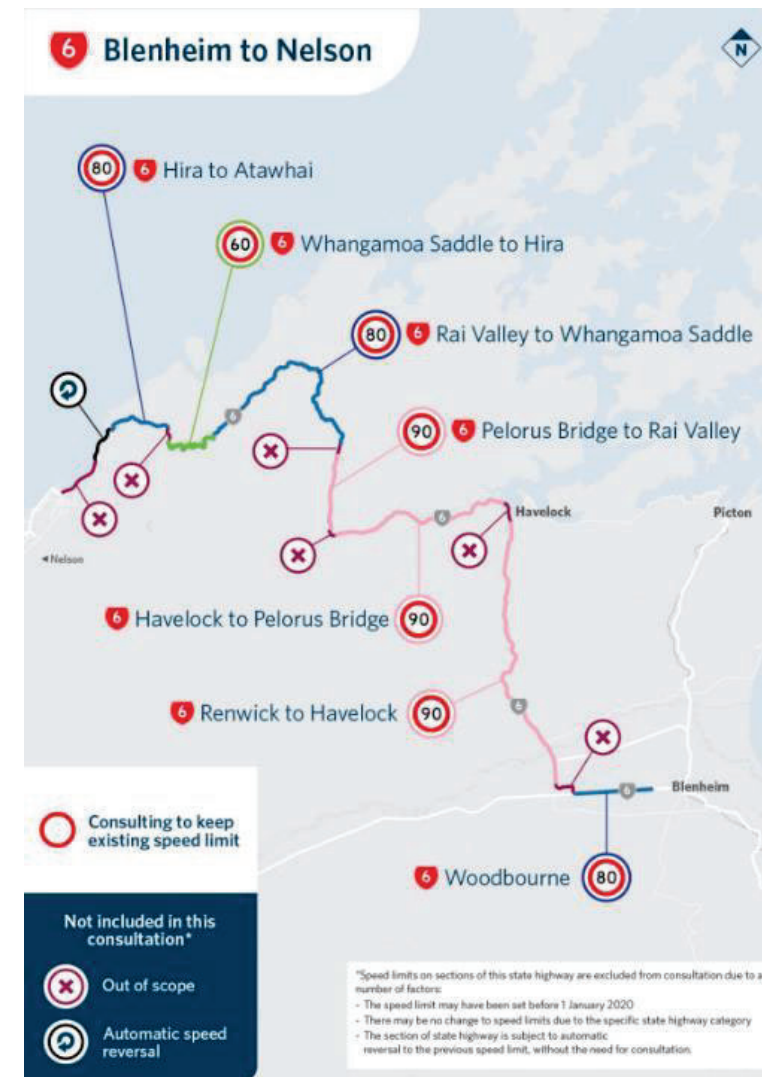 6 Blenheim to Nelson
N
80 6 Hira to Atawhai
60 6 Whangamoa Saddle to Hira
80 6 Rai Valley to Whangamoa Saddle
6
90 6 Pelorus Bridge to Rai Valley
6
Havelock
Picton
◄Nelson
6 Havelock to Pelorus Bridge 90
6 Renwick to Havelock 90
6
6
Blenheim
6 Woodbourne 80
Consulting to keep
existing speed limit
Not included in this
consultation*
Out of scope
Automatic speed
reversal
*Speed limits on sections of this state highway are excluded from consultation due to a
number of factors:
- The speed limit may have been set before 1 January 2020
- There may be no change to speed limits due to the specific state highway category
- The section of state highway is subject to automatic
reversal to the previous speed limit, without the need for consultation.